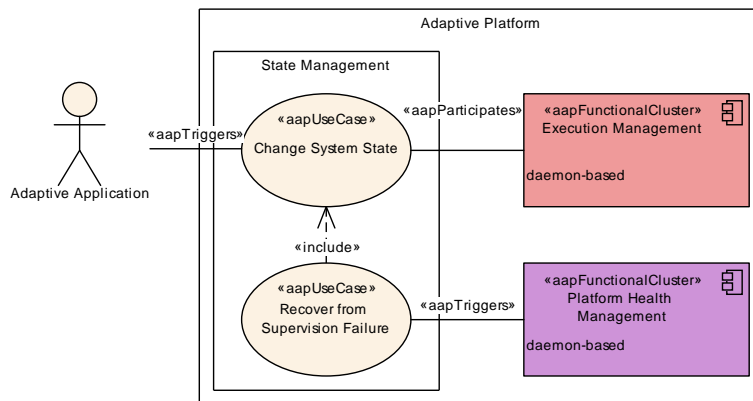 Adaptive Platform
State Management
«aapUseCase»
Change System State
«aapTriggers»
Adaptive Application
«aapParticipates»
«aapFunctionalCluster»
Execution Management
daemon-based
«include»
«aapUseCase»
Recover from
Supervision Failure
«aapTriggers»
«aapFunctionalCluster»
Platform Health
Management
daemon-based